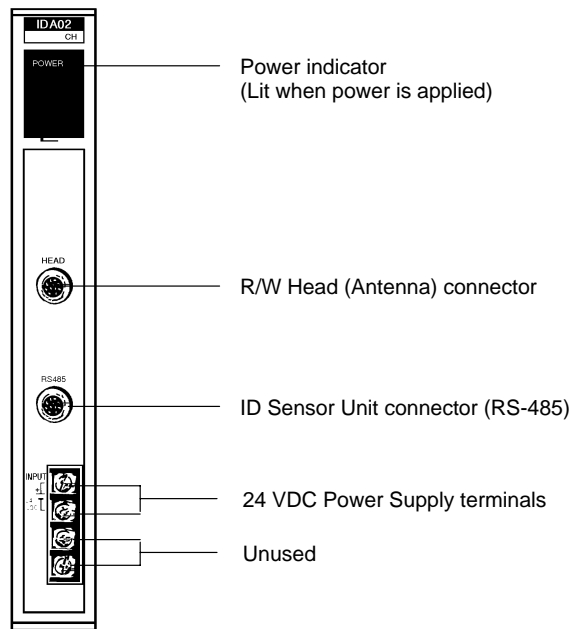 IDA02
CH
POWER
Power indicator
(Lit when power is applied)
HEAD
R/W Head (Antenna) connector
RS485
ID Sensor Unit connector (RS-485)
INPUT
+
24 VDC Power Supply terminals
Unused